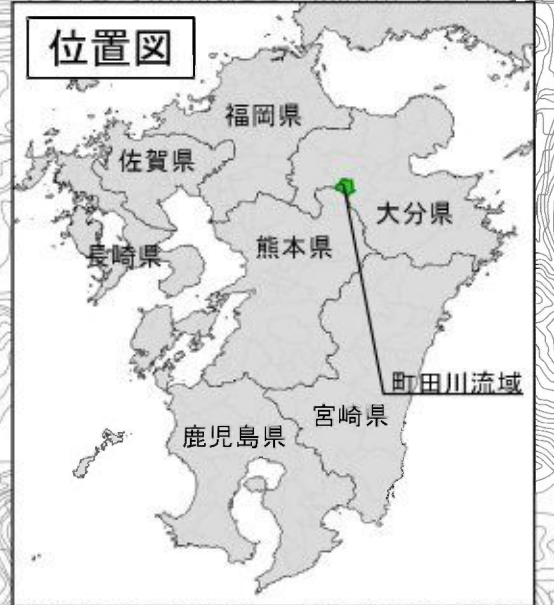 位置図
福岡県
佐賀県
大分県
長崎県
熊本県
町田川流域
宮崎県
鹿児島県